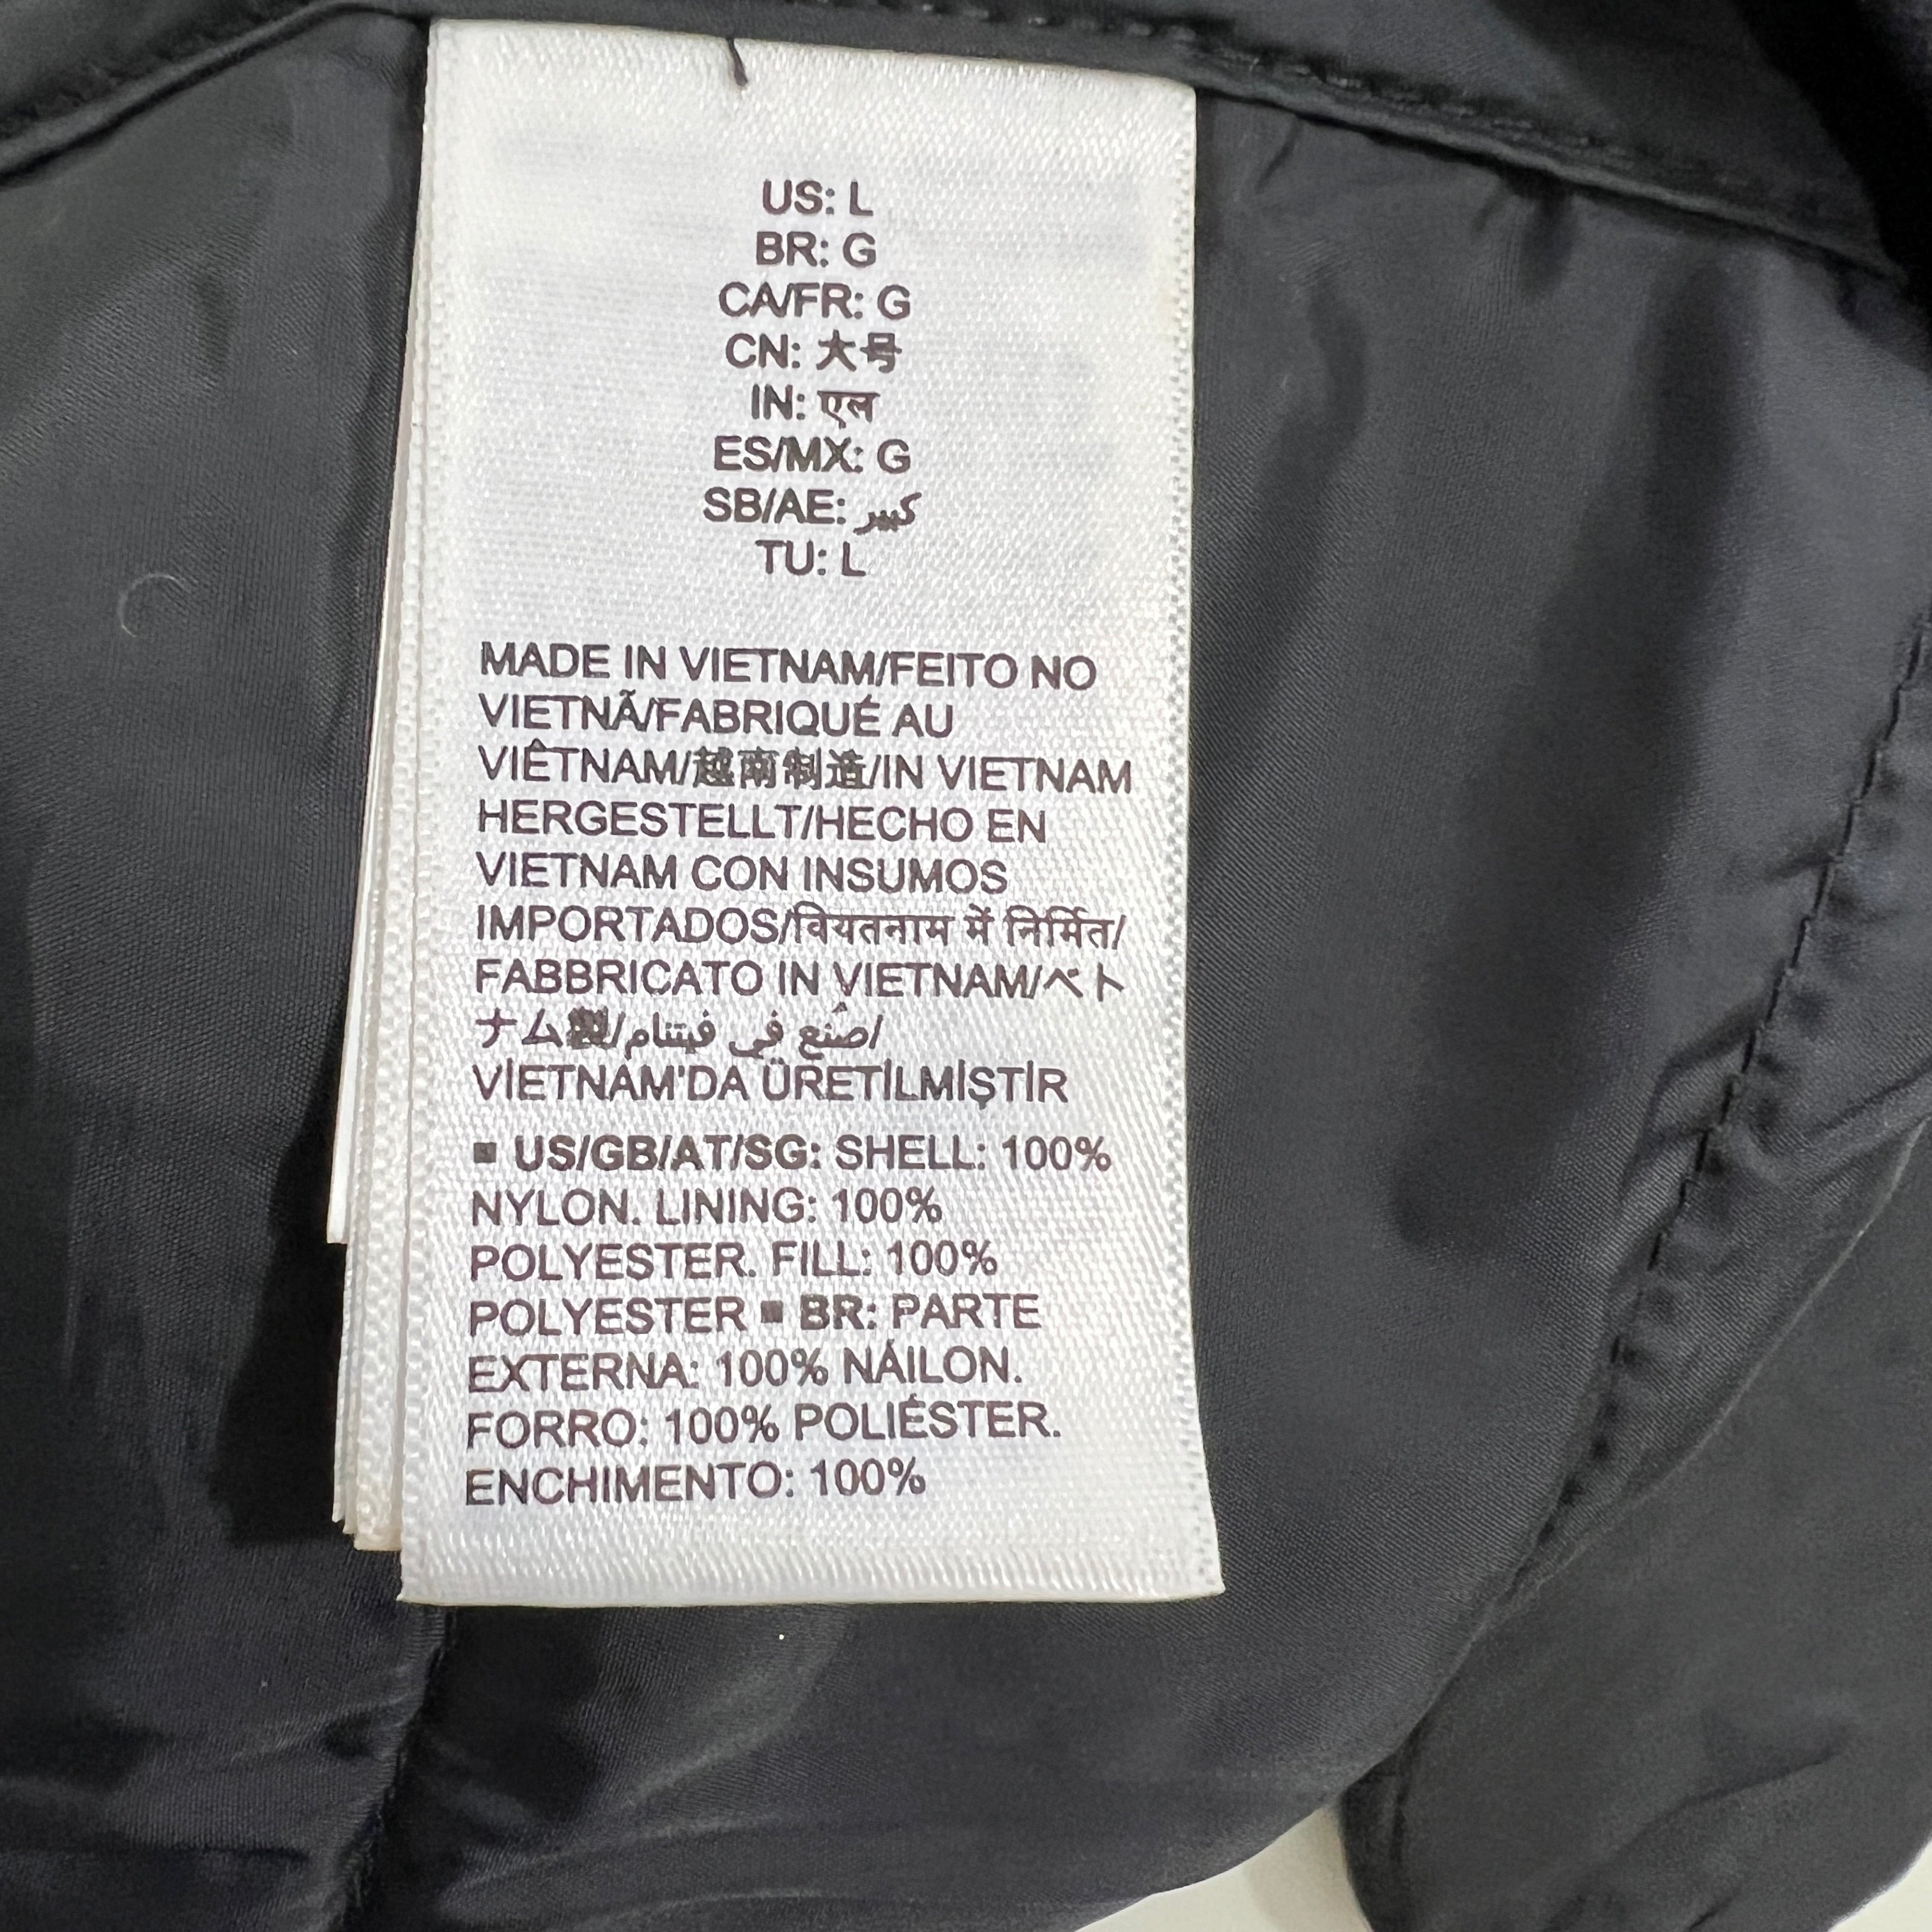 US: L
BR: G
CA/FR: G
CN: 大号
IN: एल
ES/MX: G
SB/AE: كبير
TU: L
MADE IN VIETNAM/FEITO NO
VIETNÃ/FABRIQUÉ AU
VIÊTNAM/越南制造/IN VIETNAM
HERGESTELLT/HECHO EN
VIETNAM CON INSUMOS
IMPORTADOS/वियतनाम में निर्मित/
FABBRICATO IN VIETNAM/ベト
ナム製/صُنع في فيتنام/
VİETNAM'DA ÜRETİLMİŞTİR
▪ US/GB/AT/SG: SHELL: 100%
NYLON. LINING: 100%
POLYESTER. FILL: 100%
POLYESTER ▪ BR: PARTE
EXTERNA: 100% NÁILON.
FORRO: 100% POLIÉSTER.
ENCHIMENTO: 100%